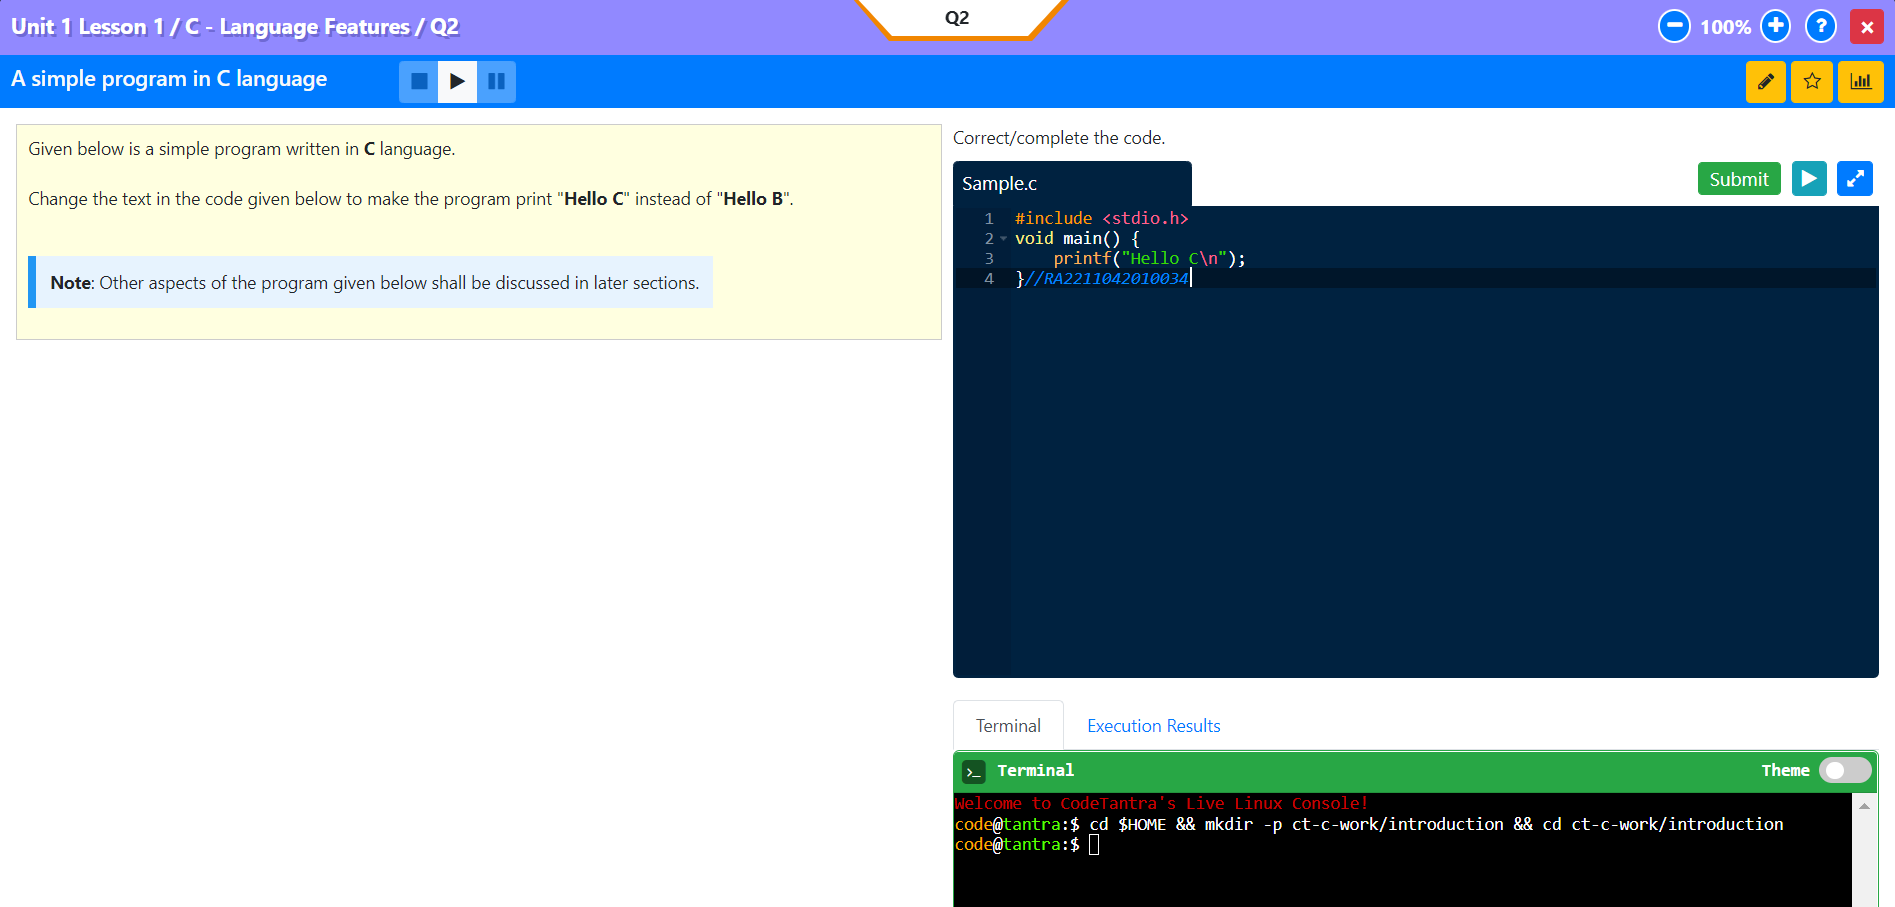 Unit 1 Lesson 1 / C - Language Features / Q2
Q2
100%
?
A simple program in C language
Given below is a simple program written in C language.
Change the text in the code given below to make the program print "Hello C" instead of "Hello B".
Note: Other aspects of the program given below shall be discussed in later sections.
Correct/complete the code.
Sample.c
Submit
1 #include <stdio.h>
2 void main() {
3 printf("Hello C\n");
4 }//RA2211042010034
Terminal
Execution Results
>_ Terminal
Theme
Welcome to CodeTantra's Live Linux Console!
code@tantra:$ cd $HOME && mkdir -p ct-c-work/introduction && cd ct-c-work/introduction
code@tantra:$